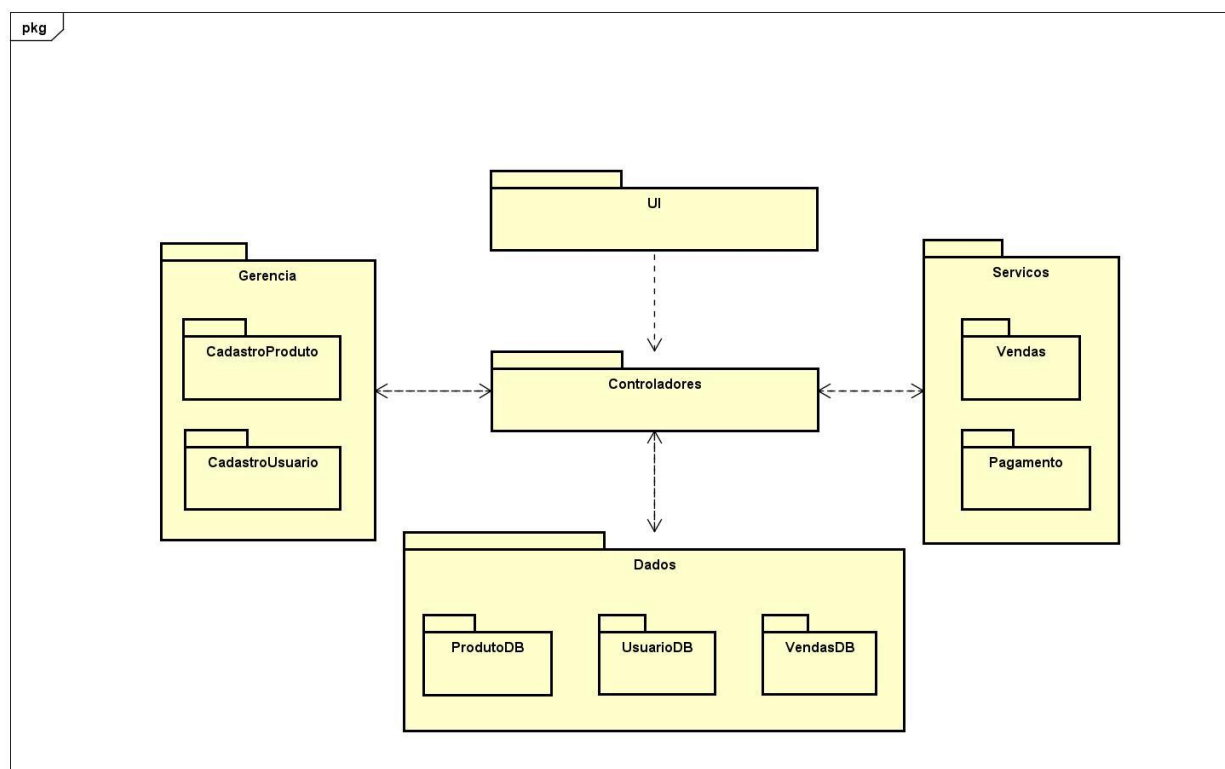 pkg
UI
Gerencia
CadastroProduto
CadastroUsuario
Controladores
Servicos
Vendas
Pagamento
Dados
ProdutoDB
UsuarioDB
VendasDB